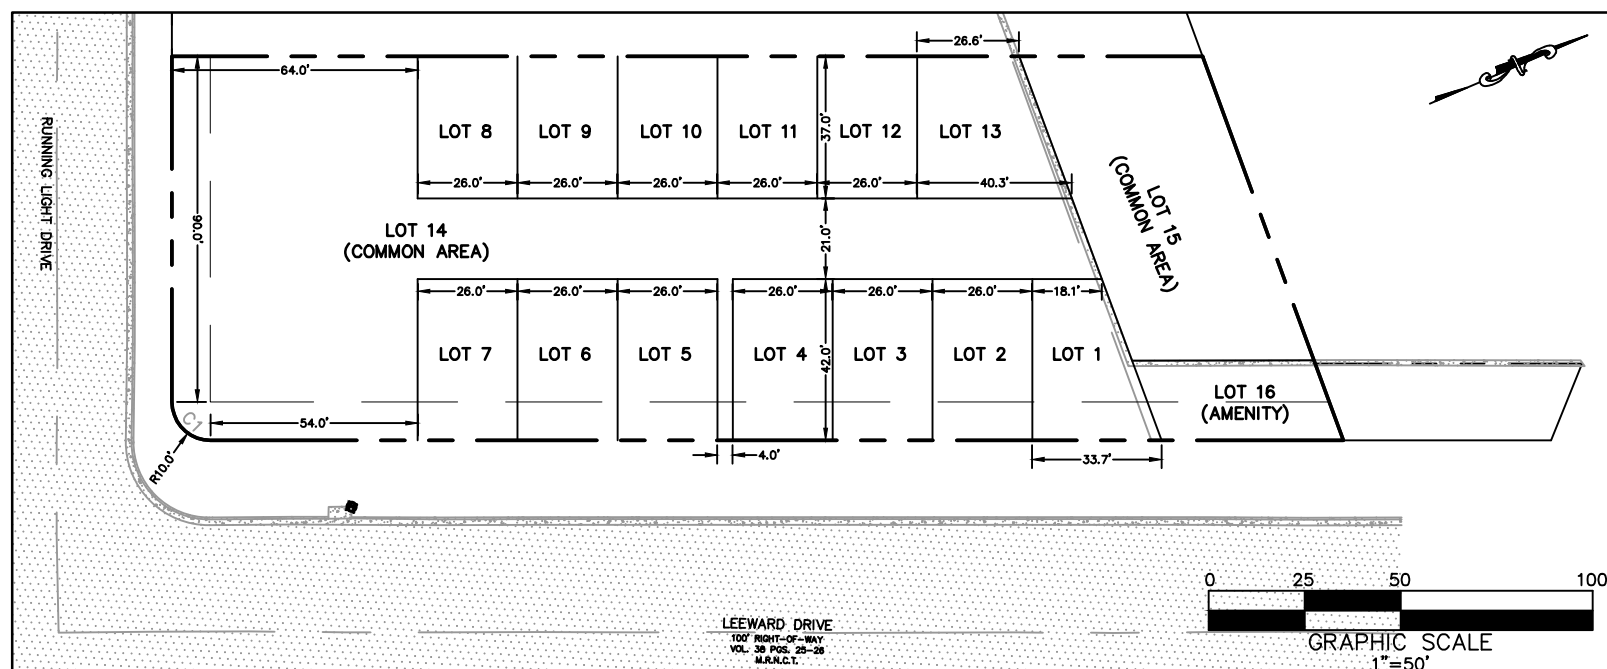 26.6'
64.0'
LOT 8
LOT 9
LOT 10
LOT 11
37.0'
LOT 12
LOT 13
RUNNING LIGHT DRIVE
26.0'
26.0'
26.0'
26.0'
26.0'
40.3'
90.0'
LOT 14
(COMMON AREA)
21.0'
LOT 15
(COMMON AREA)
26.0'
26.0'
26.0'
26.0'
26.0'
26.0'
18.1'
LOT 7
LOT 6
LOT 5
LOT 4
42.0'
LOT 3
LOT 2
LOT 1
LOT 16
(AMENITY)
C1
54.0'
R10.0'
4.0'
33.7'
0 25 50 100
GRAPHIC SCALE
1"=50'
LEEWARD DRIVE
100' RIGHT-OF-WAY
VOL. 38 PGS. 25-26
M.R.N.C.T.